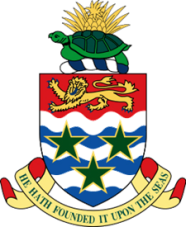 HE HATH FOUNDED IT UPON THE SEAS